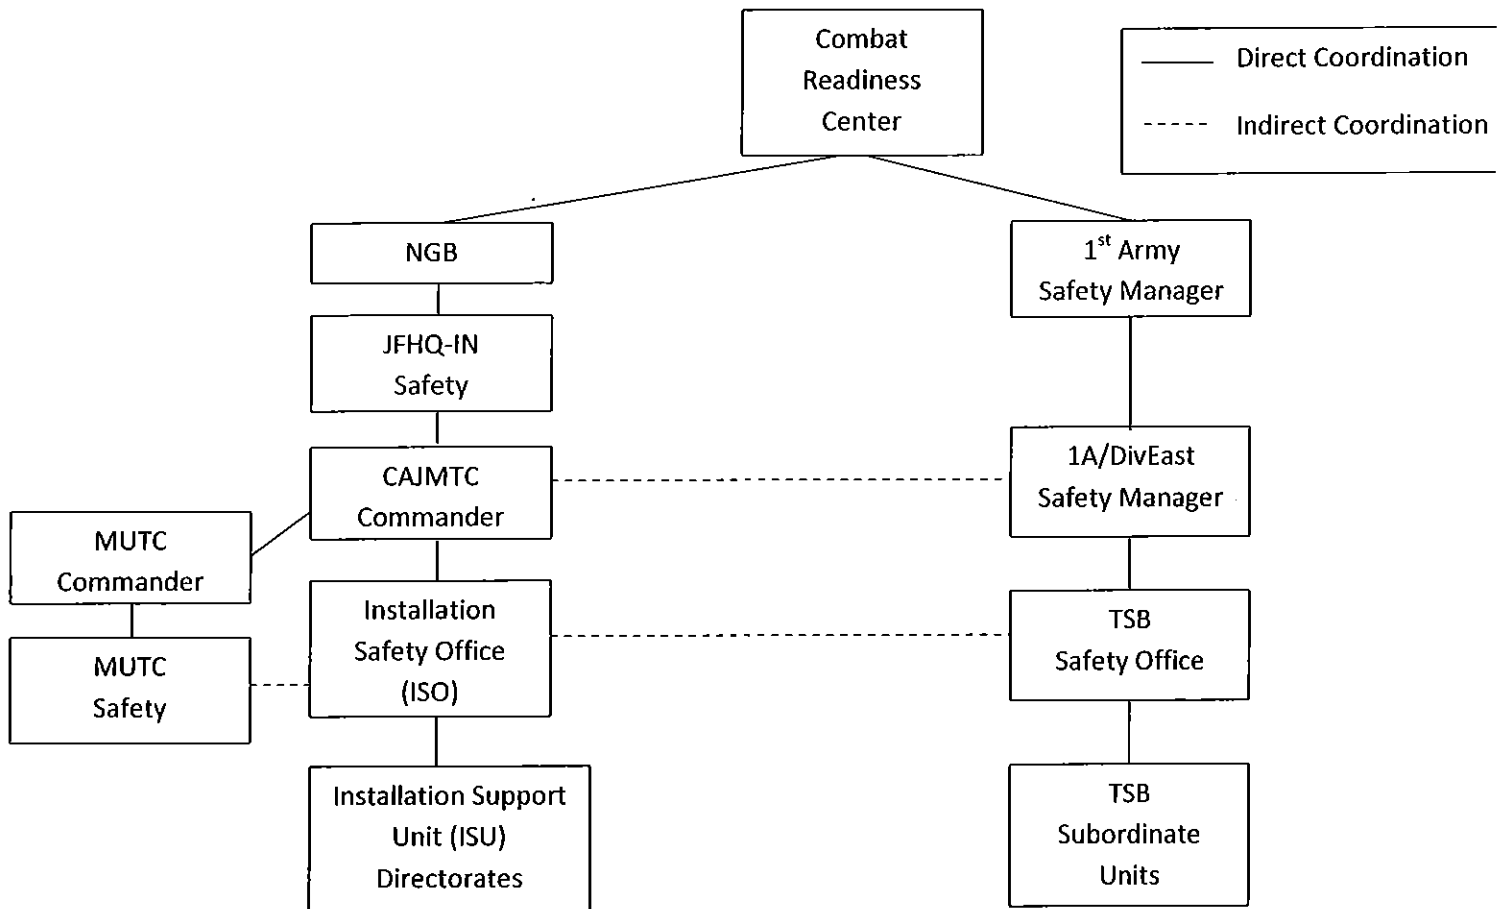 Combat
Readiness
Center
Direct Coordination
Indirect Coordination
NGB
1st Army
Safety Manager
JFHQ-IN
Safety
CAJMTC
Commander
1A/DivEast
Safety Manager
MUTC
Commander
Installation
Safety Office
(ISO)
TSB
Safety Office
MUTC
Safety
Installation Support
Unit (ISU)
Directorates
TSB
Subordinate
Units